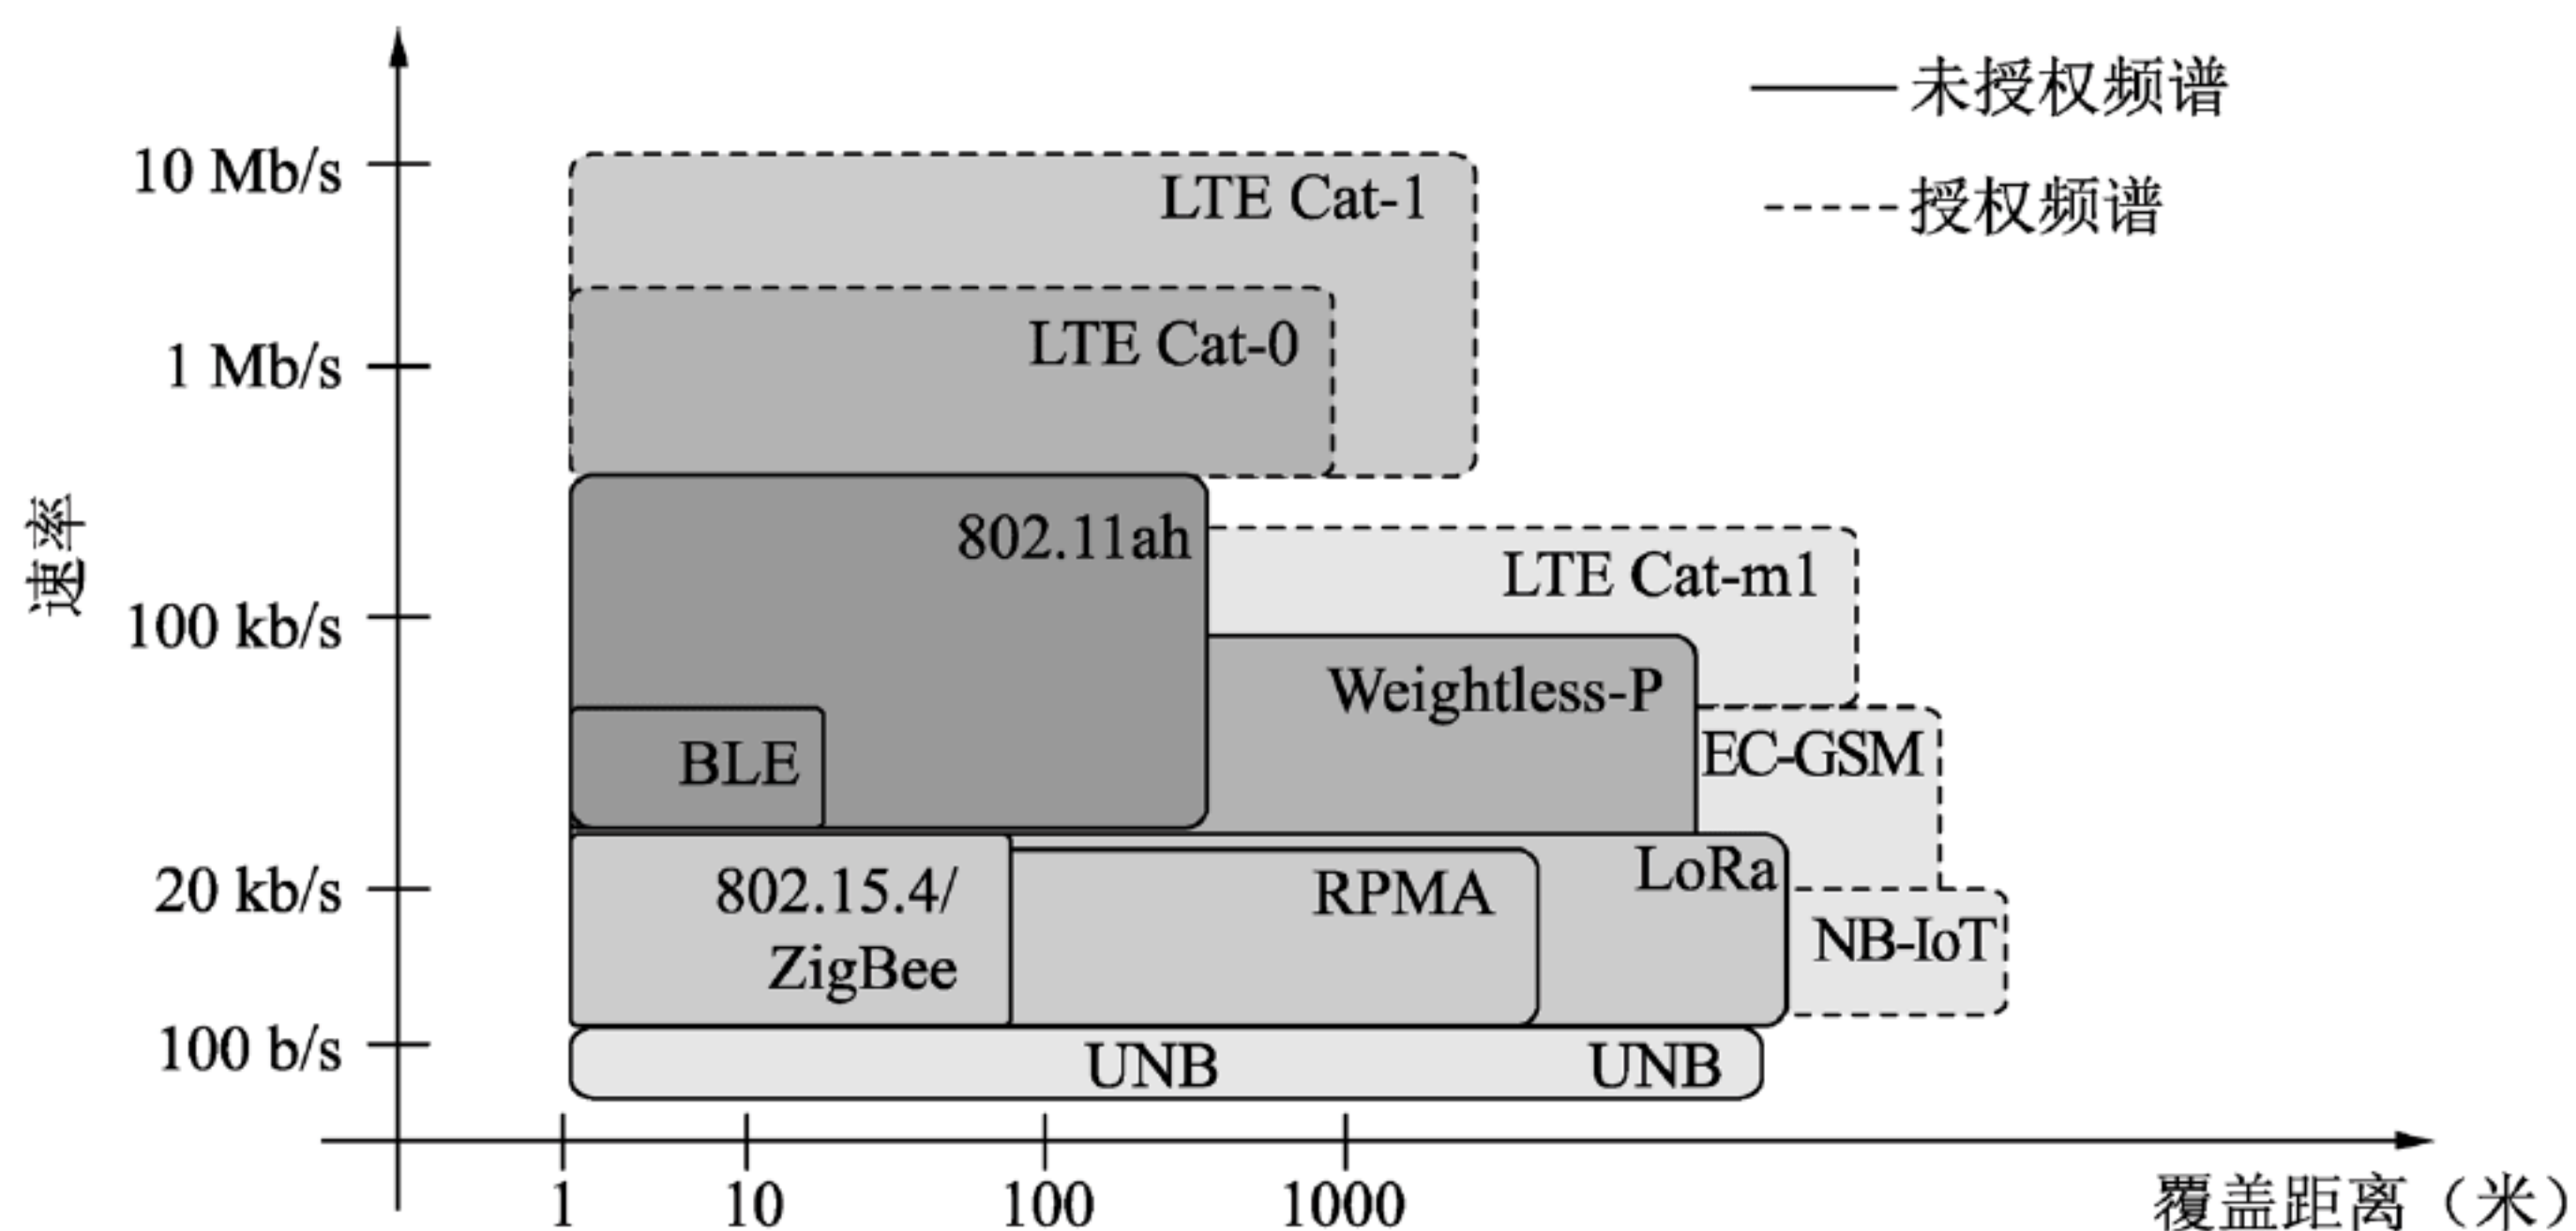 未授权频谱
授权频谱
10 Mb/s
1 Mb/s
100 kb/s
20 kb/s
100 b/s
速率
LTE Cat-1
LTE Cat-0
802.11ah
LTE Cat-m1
Weightless-P
BLE
EC-GSM
802.15.4/
ZigBee
RPMA
LoRa
NB-IoT
UNB
UNB
1
10
100
1000
覆盖距离（米）